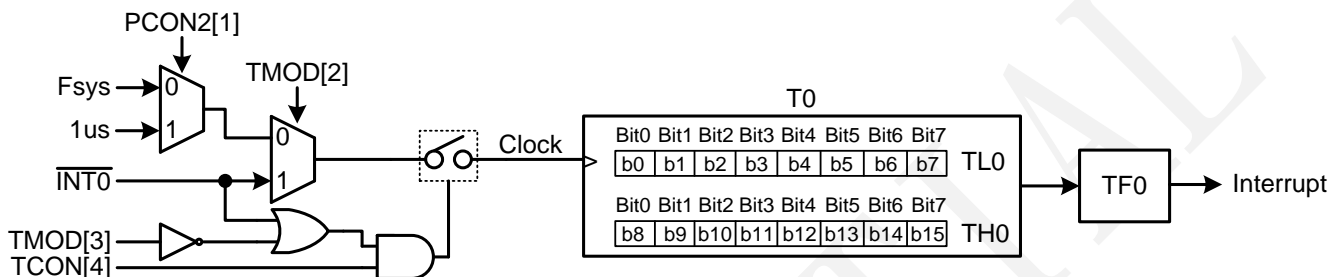 PCON2[1]
TMOD[2]
Fsys
0
1us
1
0
1
INT0
TMOD[3]
TCON[4]
Clock
T0
Bit0 Bit1 Bit2 Bit3 Bit4 Bit5 Bit6 Bit7
b0 b1 b2 b3 b4 b5 b6 b7 TL0
Bit0 Bit1 Bit2 Bit3 Bit4 Bit5 Bit6 Bit7
b8 b9 b10 b11 b12 b13 b14 b15 TH0
TF0
Interrupt
TIAL